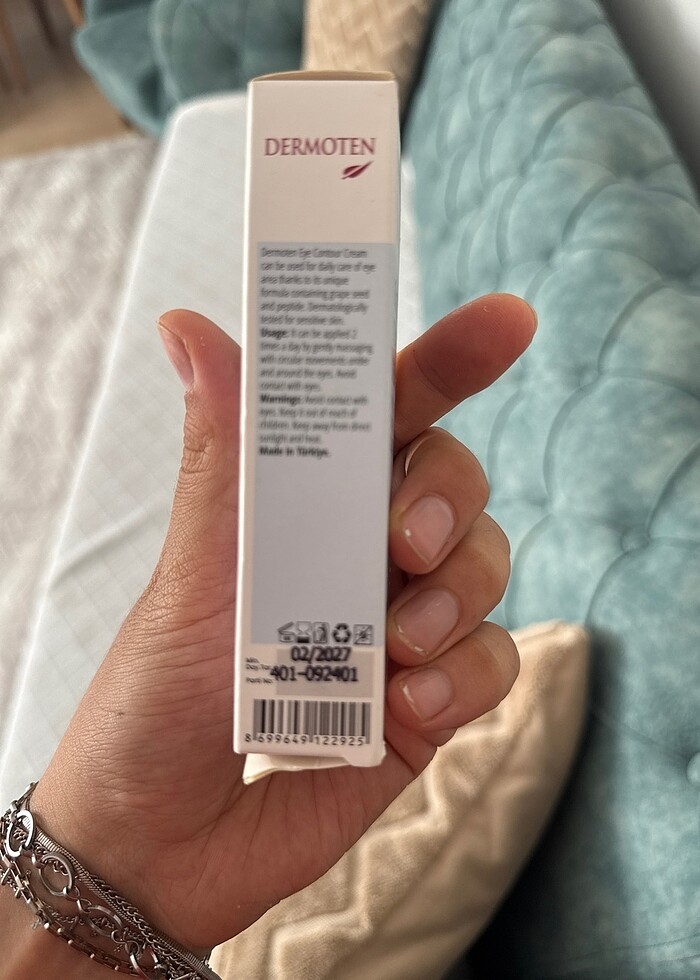 DERMOTEN
Dermoten Eye Contour Cream
can be used for daily care of eye
area thanks to its unique
formula containing grape seed
and peptide. Dermatologically
tested for sensitive skin.
Usage: It can be applied 2
times a day by gently massaging
with circular movements under
and around the eyes. Avoid
contact with eyes.
Warnings: Avoid contact with
eyes. Keep it out of reach of
children. Keep away from direct
sunlight and heat.
Made in Türkiye.
02/2027
401-092401
8 699649 122925